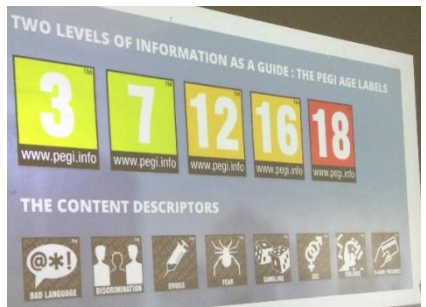 TWO LEVELS OF INFORMATION AS A GUIDE : THE PEGI AGE LABELS
3 7 12 16 18
www.pegi.info www.pegi.info www.pegi.info www.pegi.info www.pegi.info
THE CONTENT DESCRIPTORS
@*!
BAD LANGUAGE DISCRIMINATION DRUGS FEAR GAMBLING SEX VIOLENCE